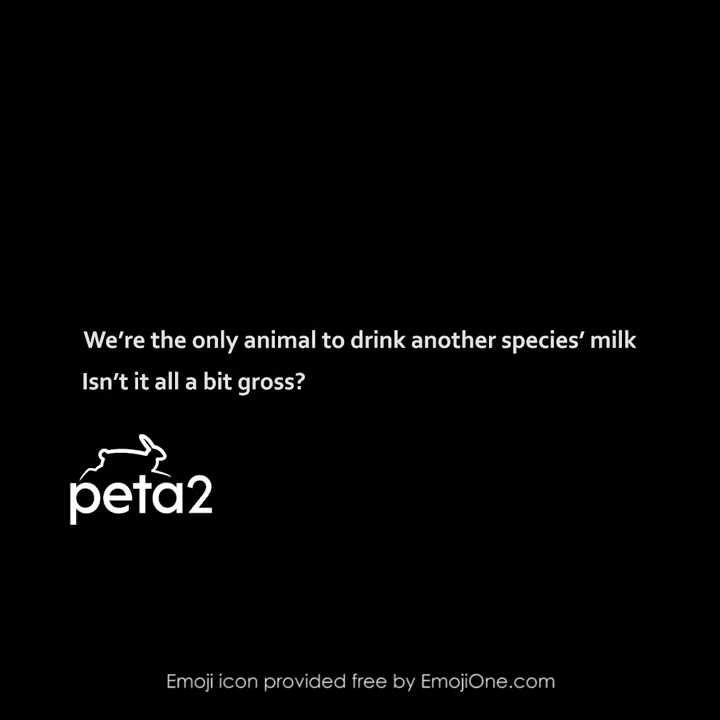 We’re the only animal to drink another species’ milk
Isn’t it all a bit gross?
peta2
Emoji icon provided free by EmojiOne.com